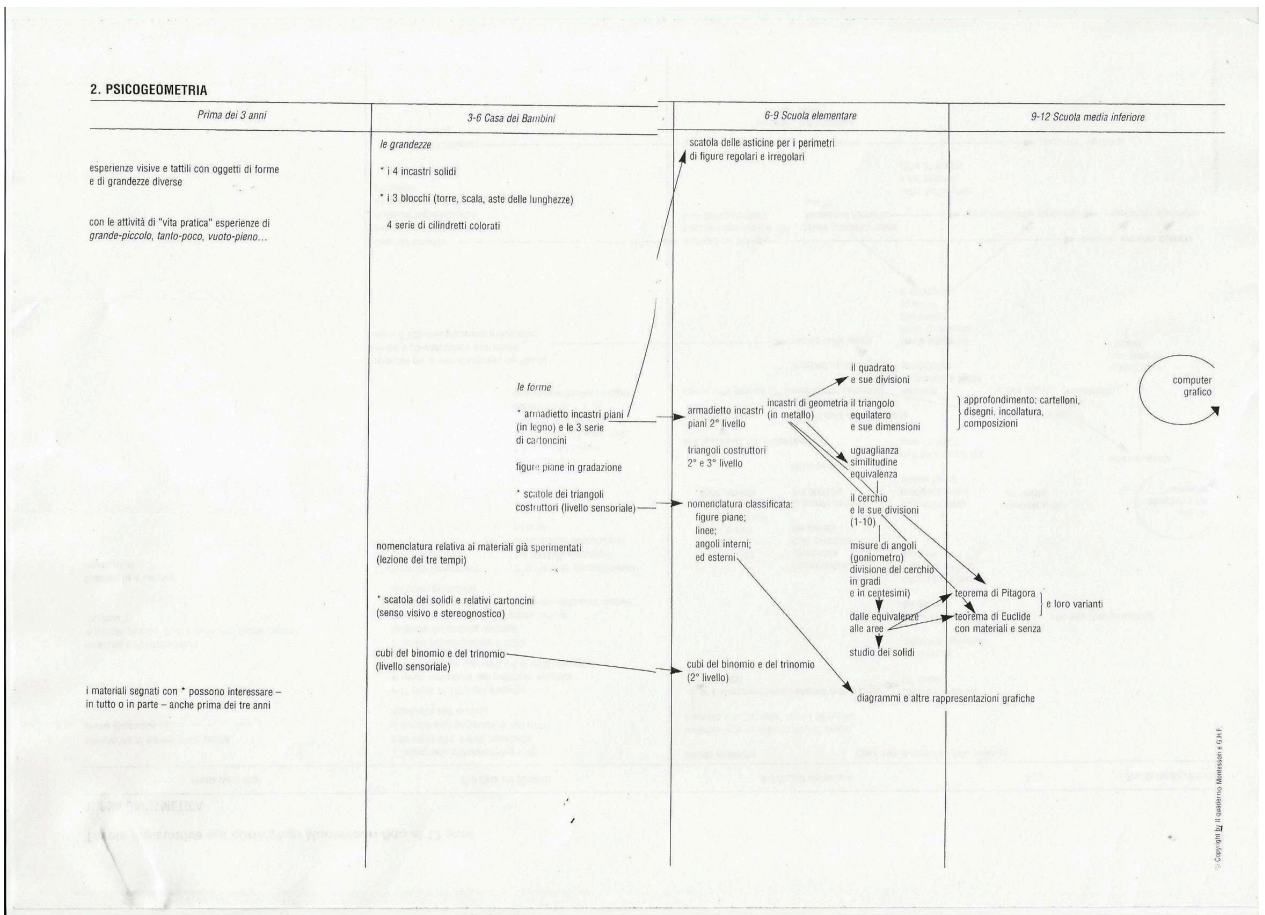 2. PSICOGEOMETRIA
Prima dei 3 anni
3-6 Casa dei Bambini
6-9 Scuola elementare
9-12 Scuola media inferiore
esperienze visive e tattili con oggetti di forme
e di grandezze diverse
con le attività di "vita pratica" esperienze di
grande-piccolo, tanto-poco, vuoto-pieno...
i materiali segnati con * possono interessare –
in tutto o in parte – anche prima dei tre anni
le grandezze
* i 4 incastri solidi
* i 3 blocchi (torre, scala, aste delle lunghezze)
4 serie di cilindretti colorati
le forme
* armadietto incastri piani
(in legno) e le 3 serie
di cartoncini
figure piane in gradazione
* scatole dei triangoli
costruttori (livello sensoriale)
nomenclatura relativa ai materiali già sperimentati
(lezione dei tre tempi)
* scatola dei solidi e relativi cartoncini
(senso visivo e stereognostico)
cubi del binomio e del trinomio
(livello sensoriale)
scatola delle asticine per i perimetri
di figure regolari e irregolari
armadietto incastri
piani 2° livello
triangoli costruttori
2° e 3° livello
nomenclatura classificata:
figure piane;
linee;
angoli interni;
ed esterni
cubi del binomio e del trinomio
(2° livello)
incastri di geometria
(in metallo)
il quadrato
e sue divisioni
il triangolo
equilatero
e sue dimensioni
uguaglianza
similitudine
equivalenza
il cerchio
e le sue divisioni
(1-10)
misure di angoli
(goniometro)
divisione del cerchio
in gradi
e in centesimi)
dalle equivalenze
alle aree
studio dei solidi
diagrammi e altre rappresentazioni grafiche
approfondimento: cartelloni,
disegni, incollatura,
composizioni
teorema di Pitagora
teorema di Euclide
con materiali e senza
e loro varianti
computer
grafico
© Copyright by Il quaderno Montessori e G.H.F.